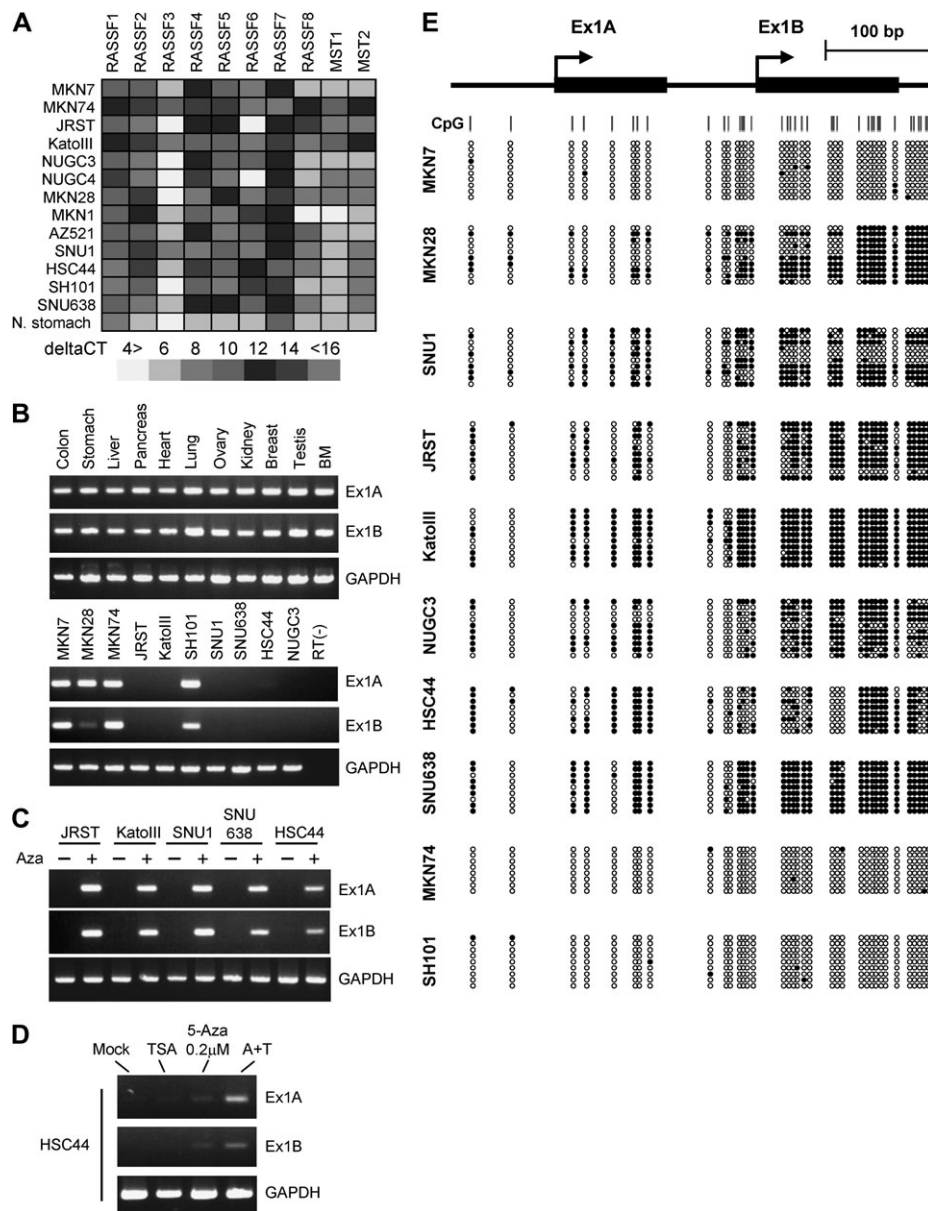 A
RASSF1
RASSF2
RASSF3
RASSF4
RASSF5
RASSF6
RASSF7
RASSF8
MST1
MST2
MKN7
MKN74
JRST
KatoIII
NUGC3
NUGC4
MKN28
MKN1
AZ521
SNU1
HSC44
SH101
SNU638
N. stomach
deltaCT 4> 6 8 10 12 14 <16
B
Colon
Stomach
Liver
Pancreas
Heart
Lung
Ovary
Kidney
Breast
Testis
BM
Ex1A
Ex1B
GAPDH
MKN7
MKN28
MKN74
JRST
KatoIII
SH101
SNU1
SNU638
HSC44
NUGC3
RT(-)
Ex1A
Ex1B
GAPDH
C
JRST KatoIII SNU1 SNU 638 HSC44
Aza − + − + − + − + − +
Ex1A
Ex1B
GAPDH
D
Mock TSA 5-Aza 0.2μM A+T
HSC44
Ex1A
Ex1B
GAPDH
E
Ex1A Ex1B 100 bp
CpG
MKN7
MKN28
SNU1
JRST
KatoIII
NUGC3
HSC44
SNU638
MKN74
SH101